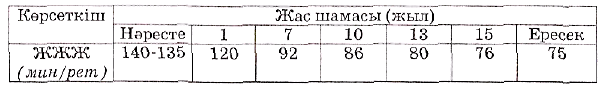 Көрсеткіш Жас шамасы (жыл)
Нәресте 1 7 10 13 15 Ересек
ЖЖЖ 140-135 120 92 86 80 76 75
(мин/рет)